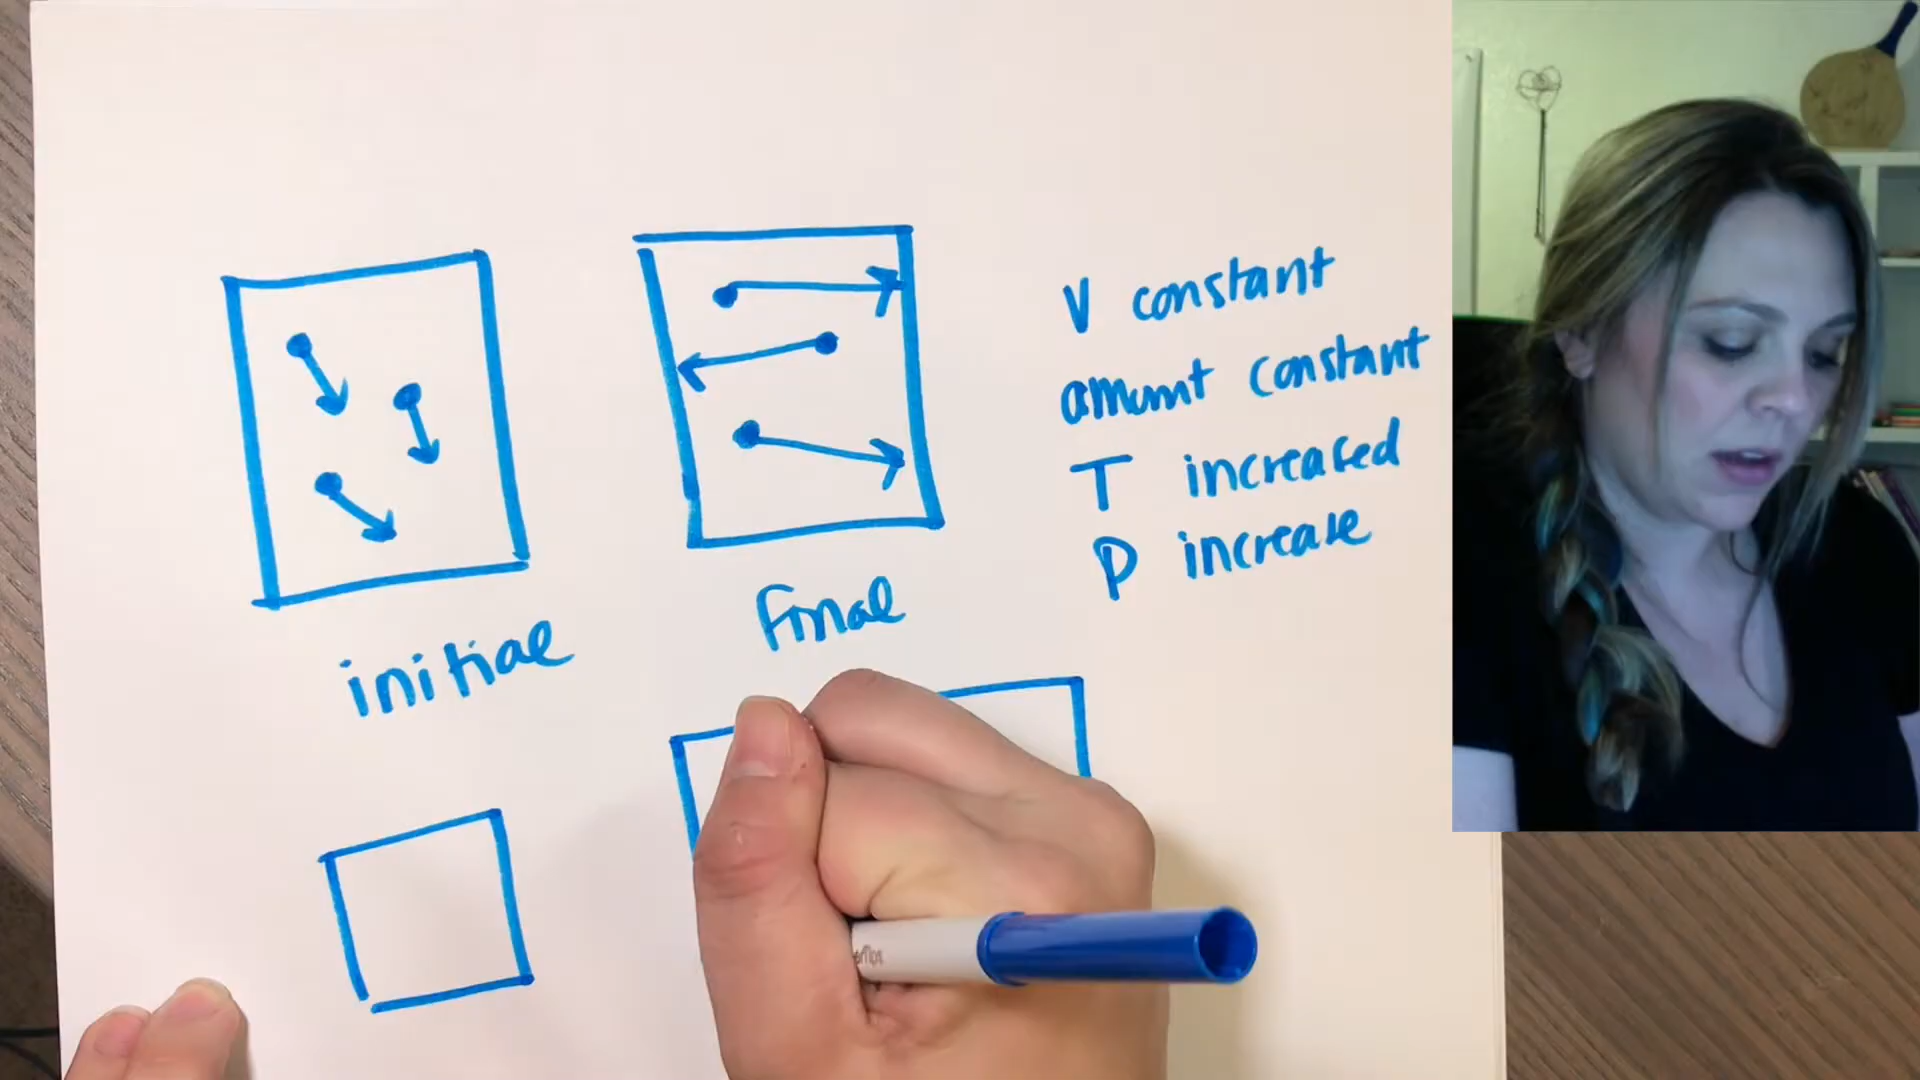 V constant
amount constant
T increased
P increase
initial
final